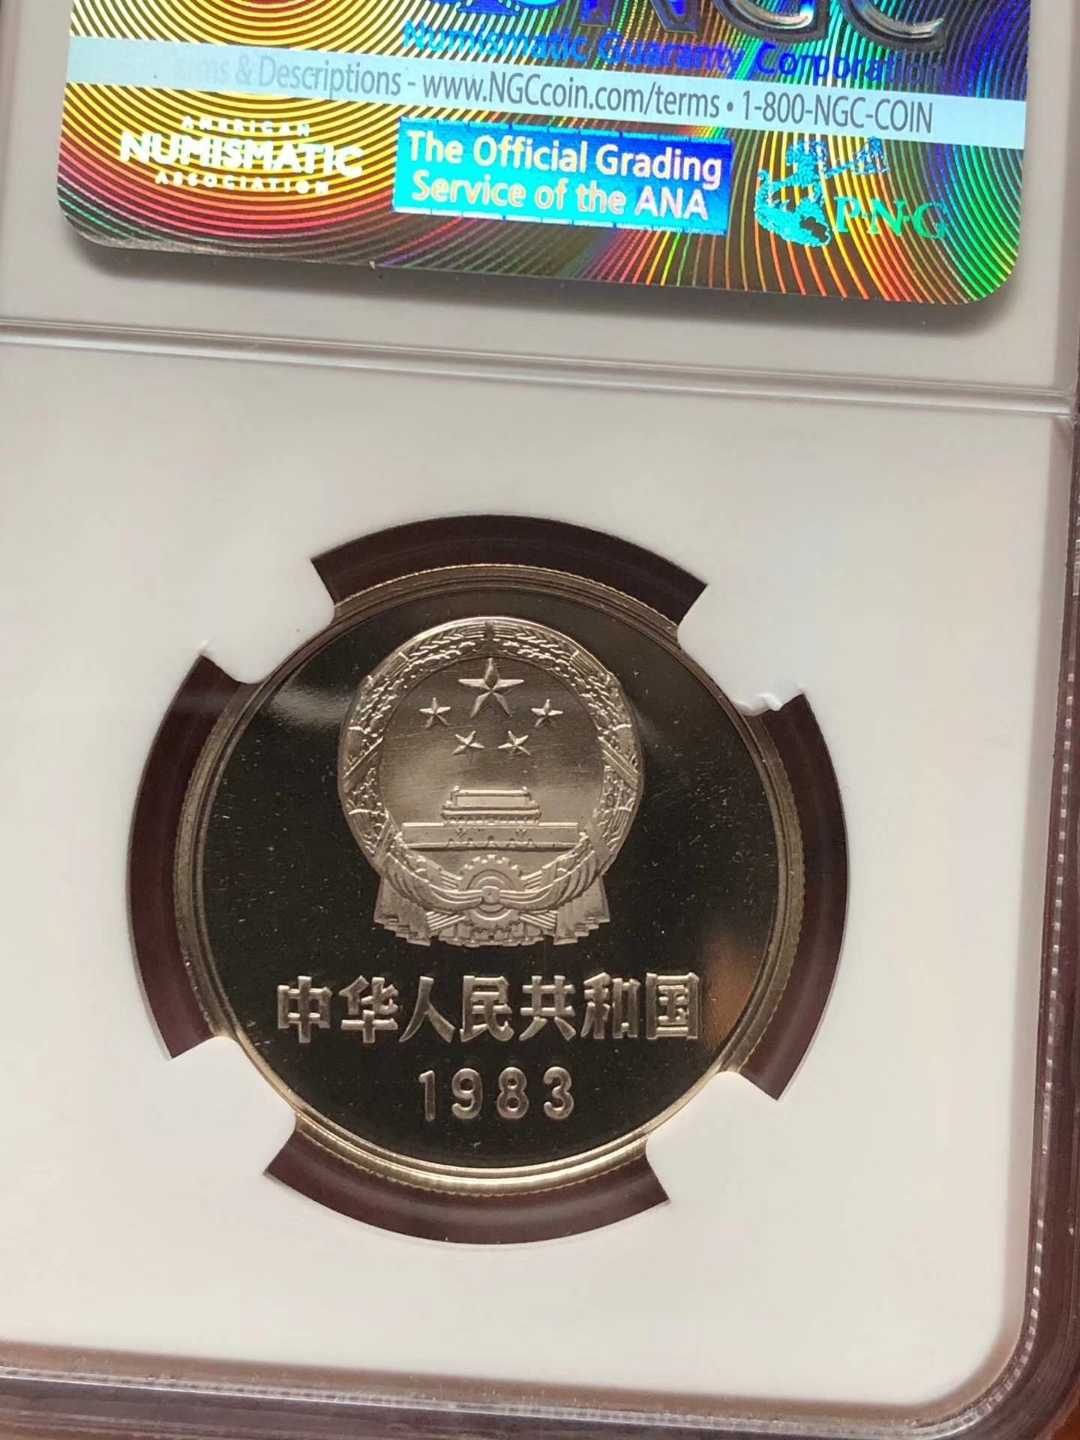 NGC
Numismatic Guaranty Corporation
Terms & Descriptions - www.NGCcoin.com/terms • 1-800-NGC-COIN
AMERICAN
NUMISMATIC
ASSOCIATION
The Official Grading
Service of the ANA
P·N·G
中华人民共和国
1983